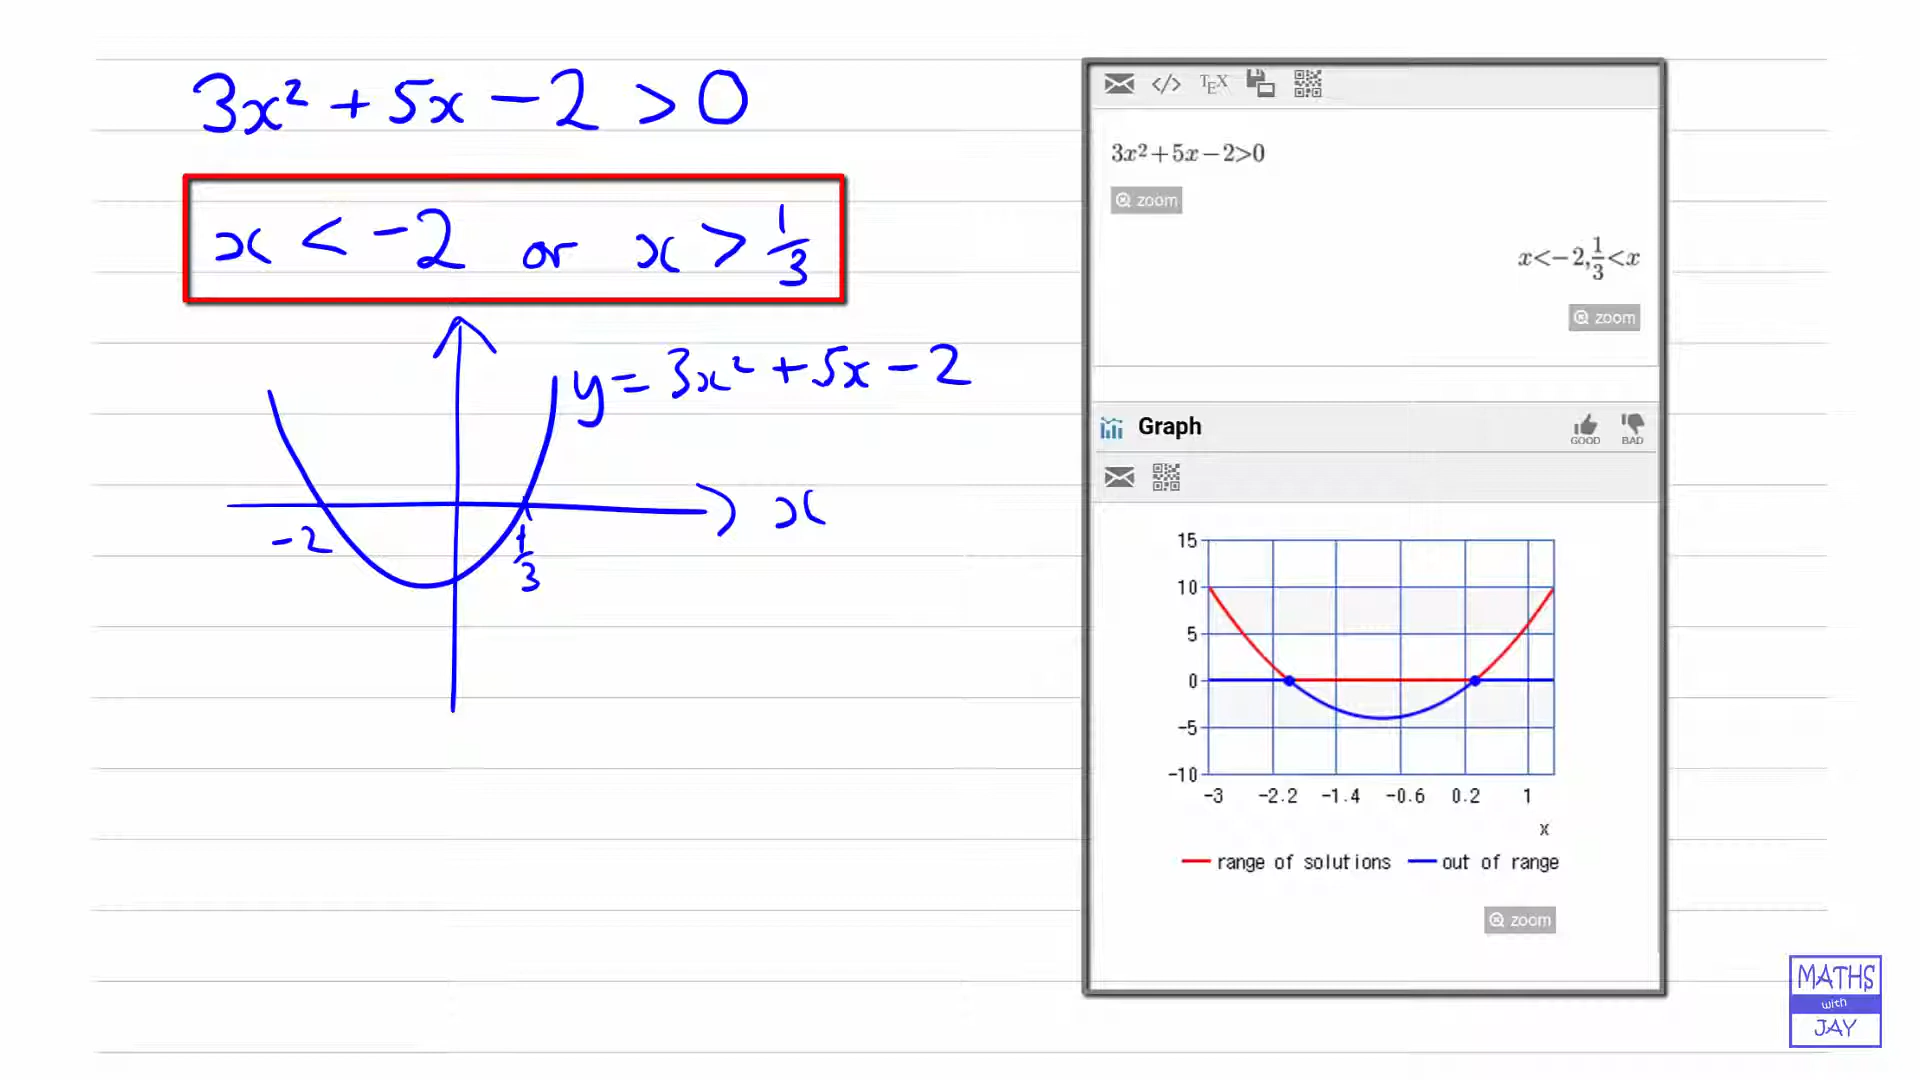 3x² + 5x - 2 > 0
x < -2 or x > 1/3
y = 3x² + 5x - 2
x
-2
1/3
</> TEX
3x²+5x−2>0
zoom
x<−2,1/3<x
zoom
Graph
GOOD BAD
15
10
5
0
-5
-10
-3 -2.2 -1.4 -0.6 0.2 1
x
range of solutions out of range
zoom
MATHS
with
JAY